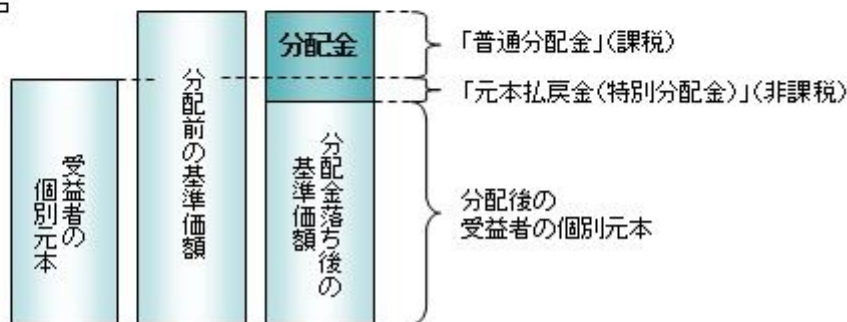 分配金
「普通分配金」(課税)
「元本払戻金(特別分配金)」(非課税)
受益者の
個別元本
分配前の基準価額
分配金落ち後の
基準価額
分配後の
受益者の個別元本